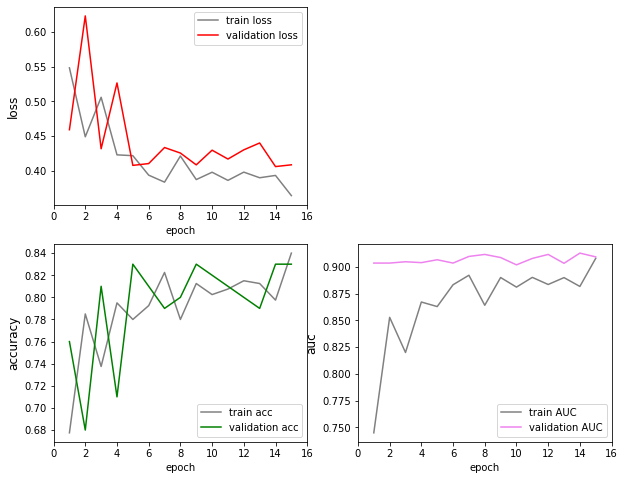 train loss
validation loss
loss
0.60
0.55
0.50
0.45
0.40
0 2 4 6 8 10 12 14 16
epoch
train acc
validation acc
accuracy
0.84
0.82
0.80
0.78
0.76
0.74
0.72
0.70
0.68
0 2 4 6 8 10 12 14 16
epoch
train AUC
validation AUC
auc
0.900
0.875
0.850
0.825
0.800
0.775
0.750
0 2 4 6 8 10 12 14 16
epoch